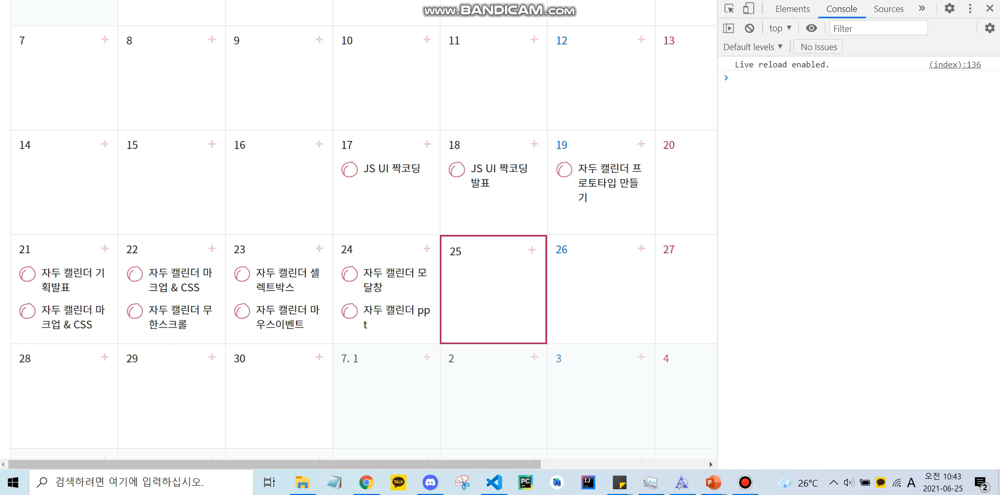 www.BANDICAM.com
Elements Console Sources
top Filter
Default levels No Issues
Live reload enabled. (index):136
7 8 9 10 11 12 13
14 15 16 17 18 19 20
JS UI 짝코딩
JS UI 짝코딩
발표
자두 캘린더 프
로토타입 만들
기
21 22 23 24 25 26 27
자두 캘린더 기
획발표
자두 캘린더 마
크업 & CSS
자두 캘린더 마
크업 & CSS
자두 캘린더 무
한스크롤
자두 캘린더 셀
렉트박스
자두 캘린더 마
우스이벤트
자두 캘린더 모
달창
자두 캘린더 pp
t
28 29 30 7. 1 2 3 4
검색하려면 여기에 입력하십시오.
TALK
PC
IJ
26°C
A
오전 10:43
2021-06-25
2